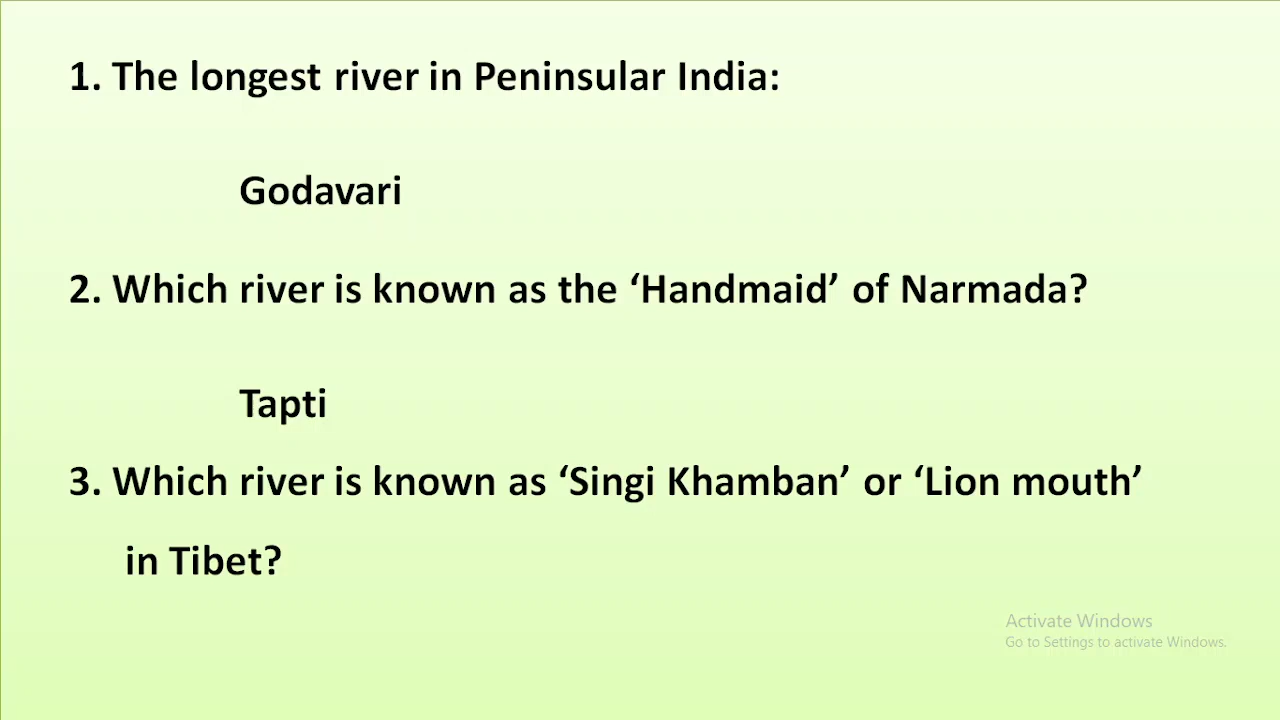 1. The longest river in Peninsular India:
Godavari
2. Which river is known as the ‘Handmaid’ of Narmada?
Tapti
3. Which river is known as ‘Singi Khamban’ or ‘Lion mouth’
in Tibet?
Activate Windows
Go to Settings to activate Windows.